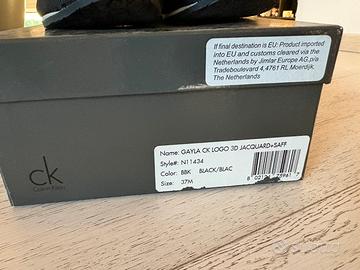 If final destination is EU: Product imported
into EU and customs cleared via the
Netherlands by Jimlar Europe AG,p/a
Tradeboulevard 4,4761 RL Moerdijk,
The Netherlands
Name: GAYLA CK LOGO 3D JACQUARD+SAFF
Style#: N11434
Color: BBK BLACK/BLAC
Size: 37M
ck
Calvin Klein
subito